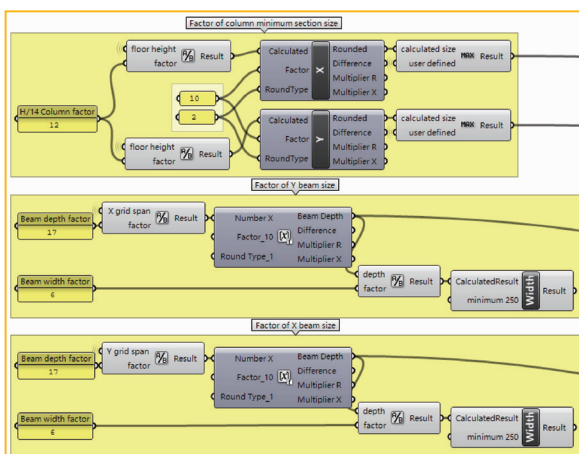 Factor of column minimum section size
floor height
factor
Result
Calculated
Factor
RoundType
X
Rounded
Difference
Multiplier R
Multiplier X
calculated size
user defined
MAX
Result
10
2
H/14 Column factor
12
floor height
factor
Result
Calculated
Factor
RoundType
Y
Rounded
Difference
Multiplier R
Multiplier X
calculated size
user defined
MAX
Result
Factor of Y beam size
Beam depth factor
17
X grid span
factor
A/B
Result
Number X
Factor_10
Round Type_1
Beam Depth
Difference
Multiplier R
Multiplier X
Beam width factor
6
depth
factor
A/B
Result
CalculatedResult
minimum 250
Width
Result
Factor of X beam size
Beam depth factor
17
Y grid span
factor
A/B
Result
Number X
Factor_10
Round Type_1
Beam Depth
Difference
Multiplier R
Multiplier X
Beam width factor
6
depth
factor
A/B
Result
CalculatedResult
minimum 250
Width
Result